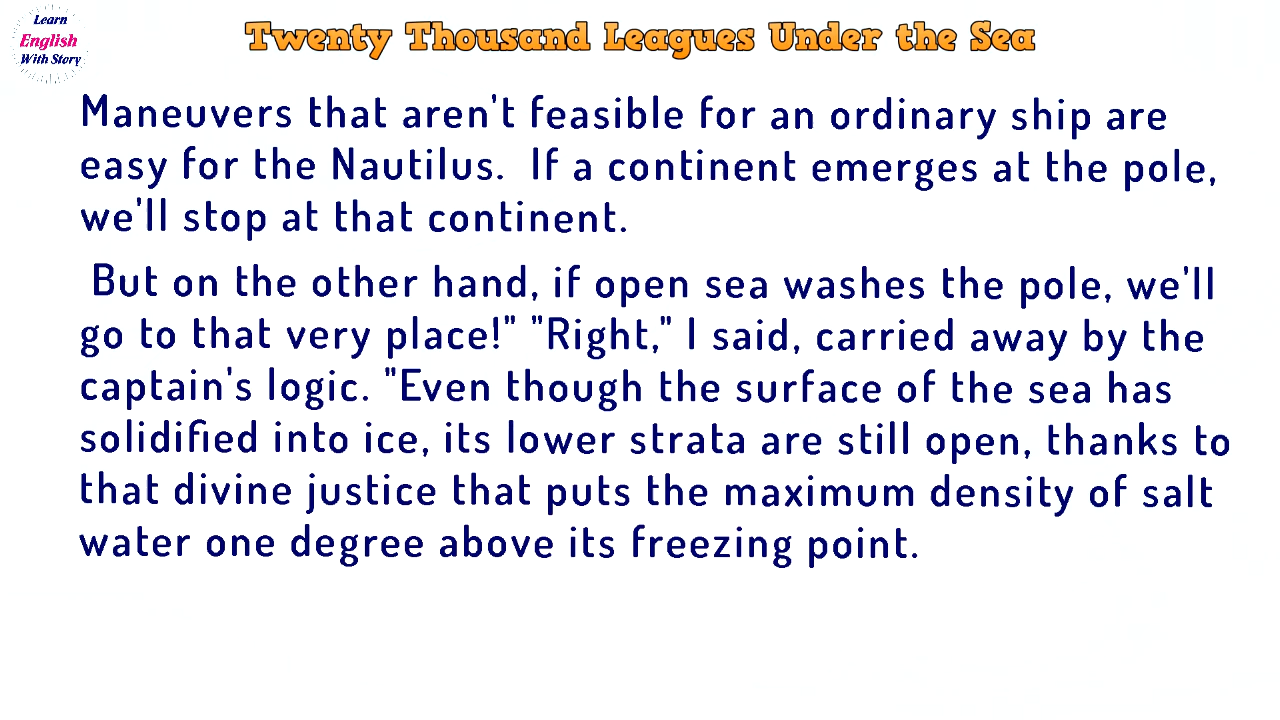 Learn
English
With Story
Twenty Thousand Leagues Under the Sea
Maneuvers that aren't feasible for an ordinary ship are
easy for the Nautilus.  If a continent emerges at the pole,
we'll stop at that continent.
But on the other hand, if open sea washes the pole, we'll
go to that very place!" "Right," I said, carried away by the
captain's logic. "Even though the surface of the sea has
solidified into ice, its lower strata are still open, thanks to
that divine justice that puts the maximum density of salt
water one degree above its freezing point.